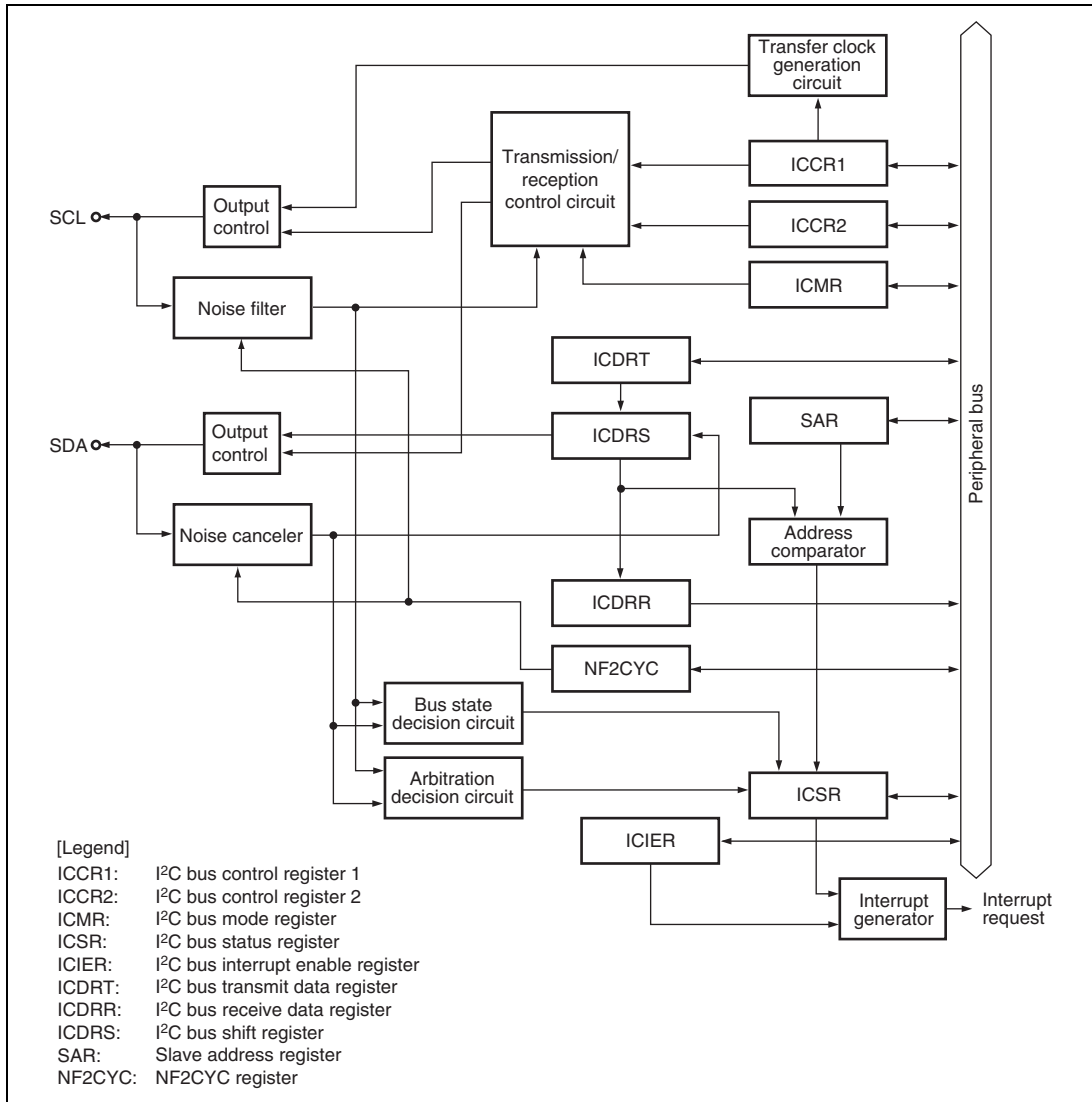 Transfer clock
generation
circuit
Transmission/
reception
control circuit
ICCR1
Output
control
SCL
ICCR2
ICMR
Noise filter
ICDRT
SAR
Output
control
ICDRS
SDA
Peripheral bus
Noise canceler
Address
comparator
ICDRR
NF2CYC
Bus state
decision circuit
Arbitration
decision circuit
ICSR
ICIER
Interrupt
generator
Interrupt
request
[Legend]
ICCR1: I²C bus control register 1
ICCR2: I²C bus control register 2
ICMR: I²C bus mode register
ICSR: I²C bus status register
ICIER: I²C bus interrupt enable register
ICDRT: I²C bus transmit data register
ICDRR: I²C bus receive data register
ICDRS: I²C bus shift register
SAR: Slave address register
NF2CYC: NF2CYC register